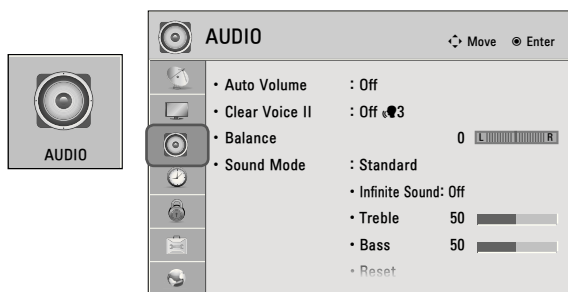 AUDIO
AUDIO
Move Enter
• Auto Volume : Off
• Clear Voice II : Off 3
• Balance 0 L R
• Sound Mode : Standard
• Infinite Sound: Off
• Treble 50
• Bass 50
• Reset